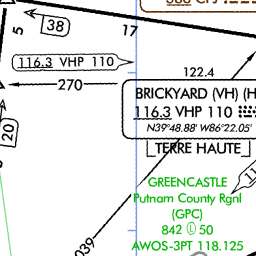 5
38
17
116.3 VHP 110
270
122.4
BRICKYARD (VH) (H
116.3 VHP 110
N39°48.88' W86°22.05'
TERRE HAUTE
20
GREENCASTLE
Putnam County Rgnl
(GPC)
842 Ⓛ 50
AWOS-3PT 118.125
039